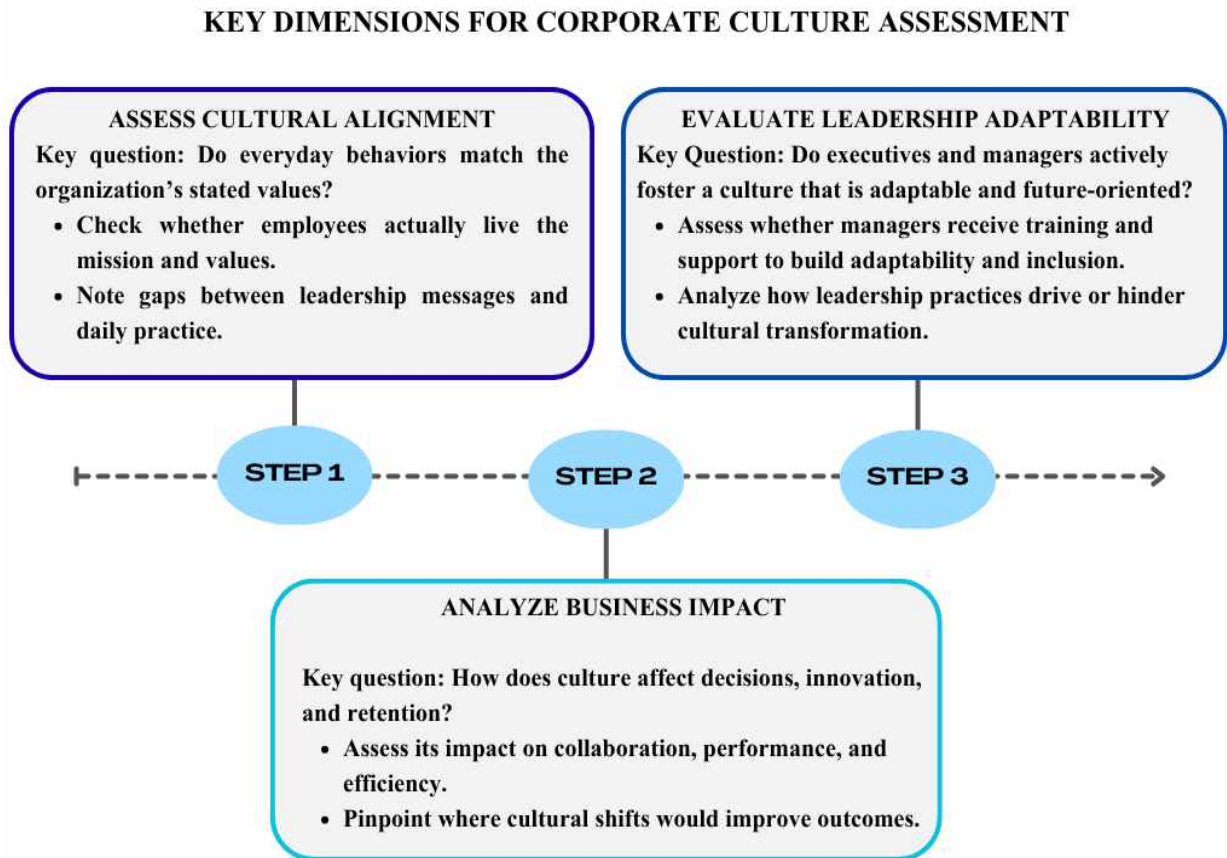 KEY DIMENSIONS FOR CORPORATE CULTURE ASSESSMENT
ASSESS CULTURAL ALIGNMENT
Key question: Do everyday behaviors match the
organization’s stated values?
• Check whether employees actually live the
mission and values.
• Note gaps between leadership messages and
daily practice.
EVALUATE LEADERSHIP ADAPTABILITY
Key Question: Do executives and managers actively
foster a culture that is adaptable and future-oriented?
• Assess whether managers receive training and
support to build adaptability and inclusion.
• Analyze how leadership practices drive or hinder
cultural transformation.
STEP 1
STEP 2
STEP 3
ANALYZE BUSINESS IMPACT
Key question: How does culture affect decisions, innovation,
and retention?
• Assess its impact on collaboration, performance, and
efficiency.
• Pinpoint where cultural shifts would improve outcomes.